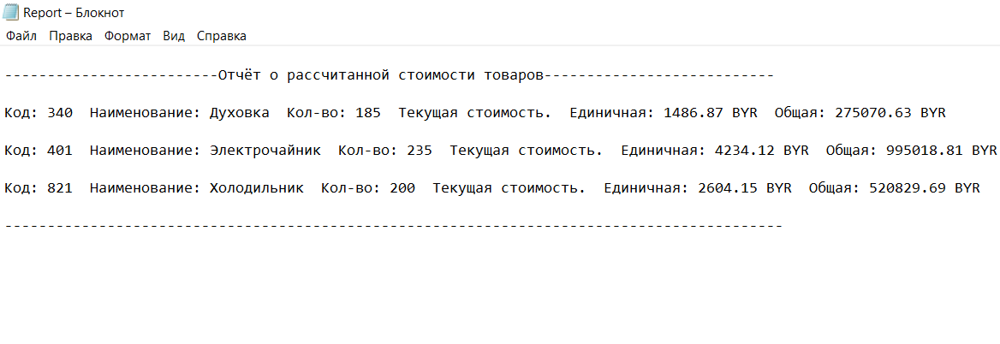 Report – Блокнот
Файл Правка Формат Вид Справка
-------------------------Отчёт о рассчитанной стоимости товаров---------------------------
Код: 340  Наименование: Духовка  Кол-во: 185  Текущая стоимость.  Единичная: 1486.87 BYR  Общая: 275070.63 BYR
Код: 401  Наименование: Электрочайник  Кол-во: 235  Текущая стоимость.  Единичная: 4234.12 BYR  Общая: 995018.81 BYR
Код: 821  Наименование: Холодильник  Кол-во: 200  Текущая стоимость.  Единичная: 2604.15 BYR  Общая: 520829.69 BYR
-------------------------------------------------------------------------------------------